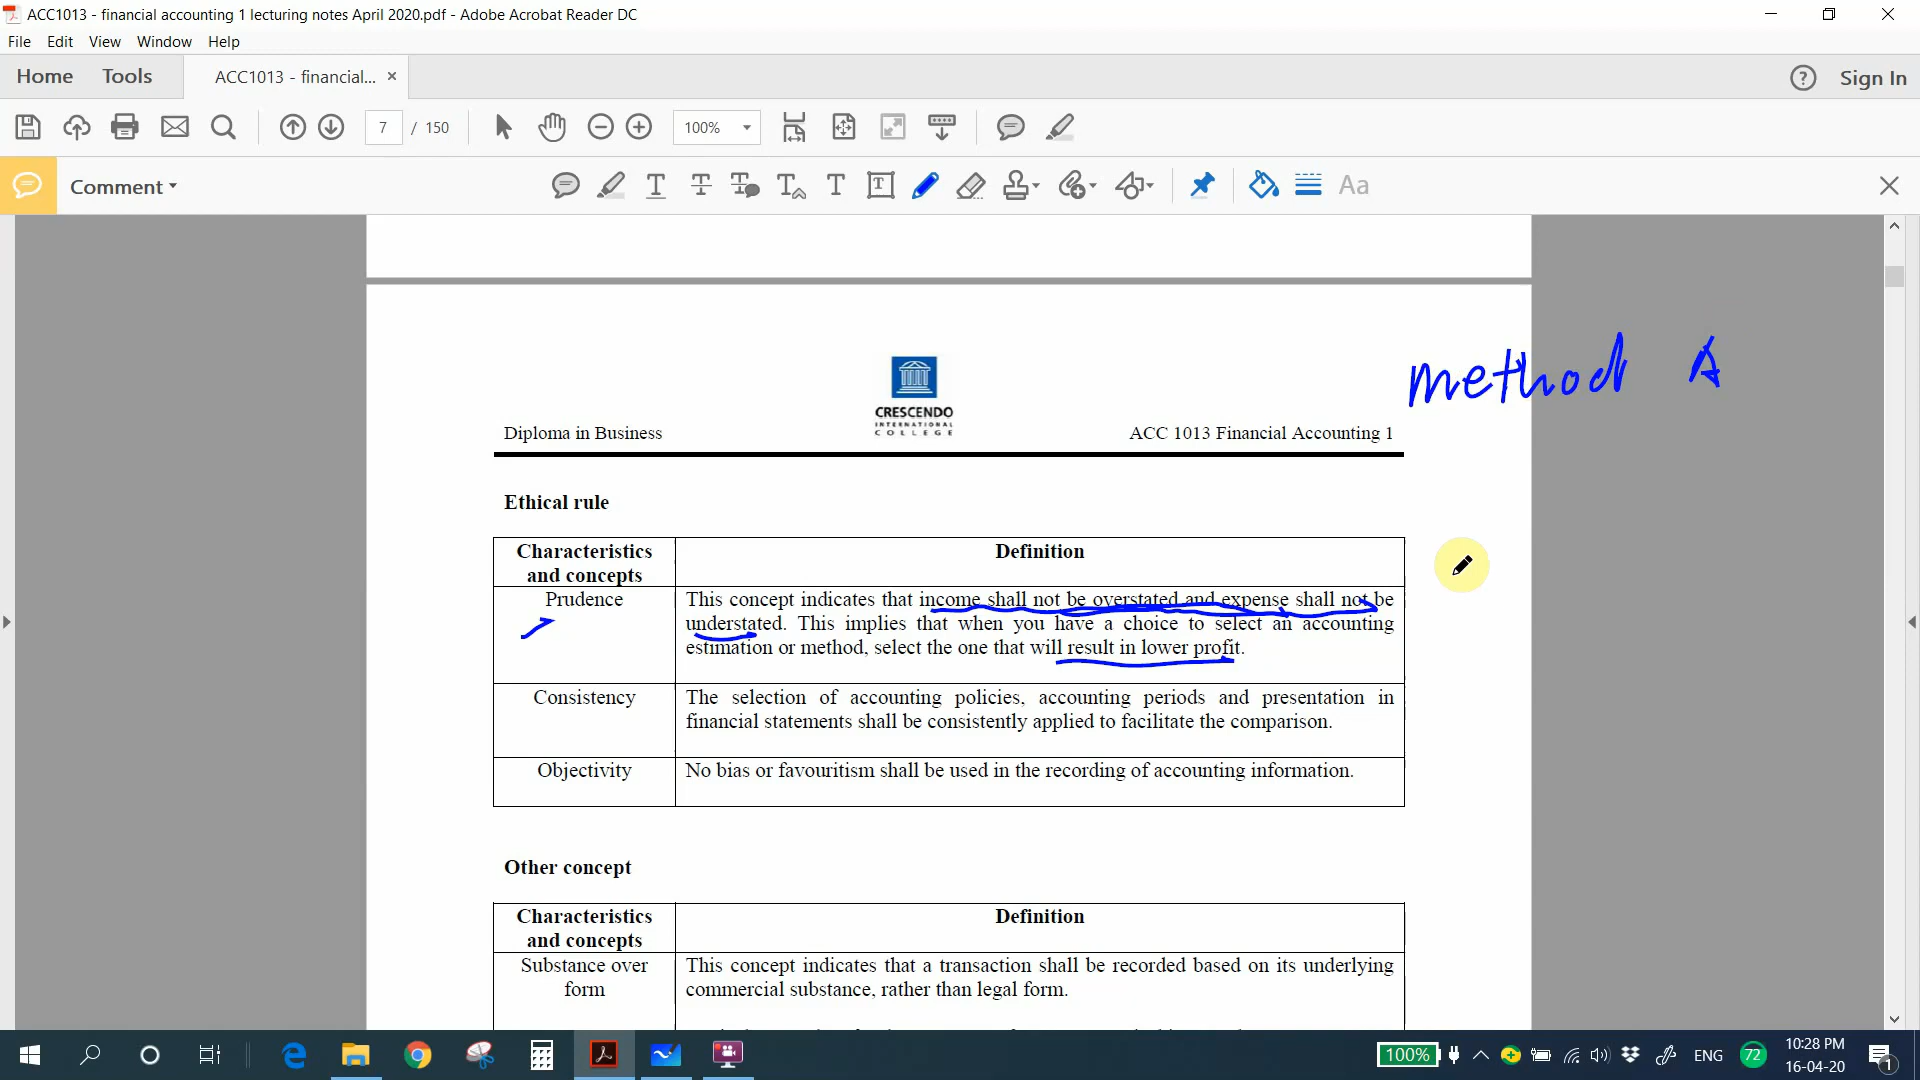 ACC1013 - financial accounting 1 lecturing notes April 2020.pdf - Adobe Acrobat Reader DC
File Edit View Window Help
Home Tools ACC1013 - financial... × ? Sign In
7 / 150 100%
Comment Aa
method A
CRESCENDO
INTERNATIONAL
COLLEGE
Diploma in Business ACC 1013 Financial Accounting 1
Ethical rule
Characteristics and concepts Definition
Prudence This concept indicates that income shall not be overstated and expense shall not be
understated. This implies that when you have a choice to select an accounting
estimation or method, select the one that will result in lower profit.
Consistency The selection of accounting policies, accounting periods and presentation in
financial statements shall be consistently applied to facilitate the comparison.
Objectivity No bias or favouritism shall be used in the recording of accounting information.
Other concept
Characteristics and concepts Definition
Substance over form This concept indicates that a transaction shall be recorded based on its underlying
commercial substance, rather than legal form.
100% ENG 72 10:28 PM
16-04-20 1